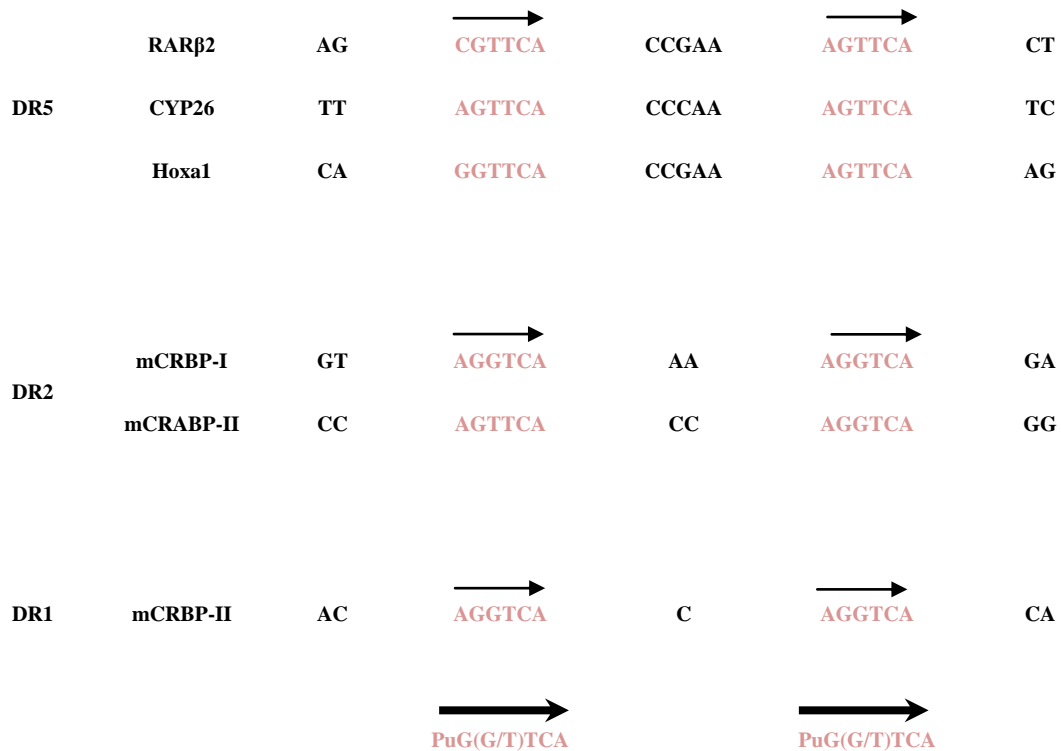 RARβ2 AG CGTTCA CCGAA AGTTCA CT
DR5 CYP26 TT AGTTCA CCCAA AGTTCA TC
Hoxa1 CA GGTTCA CCGAA AGTTCA AG
mCRBP-I GT AGGTCA AA AGGTCA GA
DR2
mCRABP-II CC AGTTCA CC AGGTCA GG
DR1 mCRBP-II AC AGGTCA C AGGTCA CA
PuG(G/T)TCA PuG(G/T)TCA